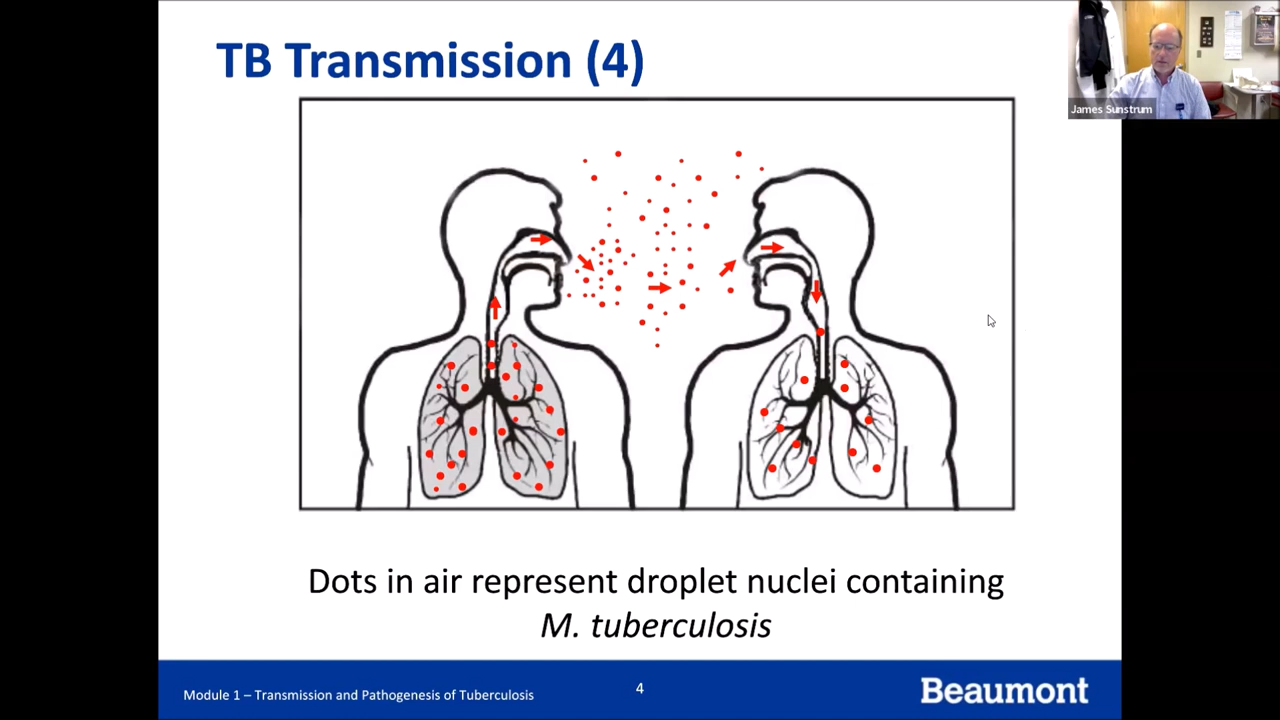 TB Transmission (4)
James Sunstrum
Dots in air represent droplet nuclei containing
M. tuberculosis
Module 1 – Transmission and Pathogenesis of Tuberculosis
4
Beaumont